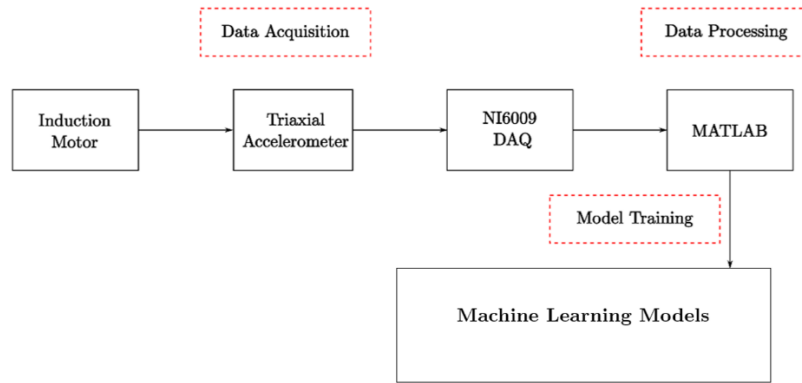 Data Acquisition
Data Processing
Induction
Motor
Triaxial
Accelerometer
NI6009
DAQ
MATLAB
Model Training
Machine Learning Models